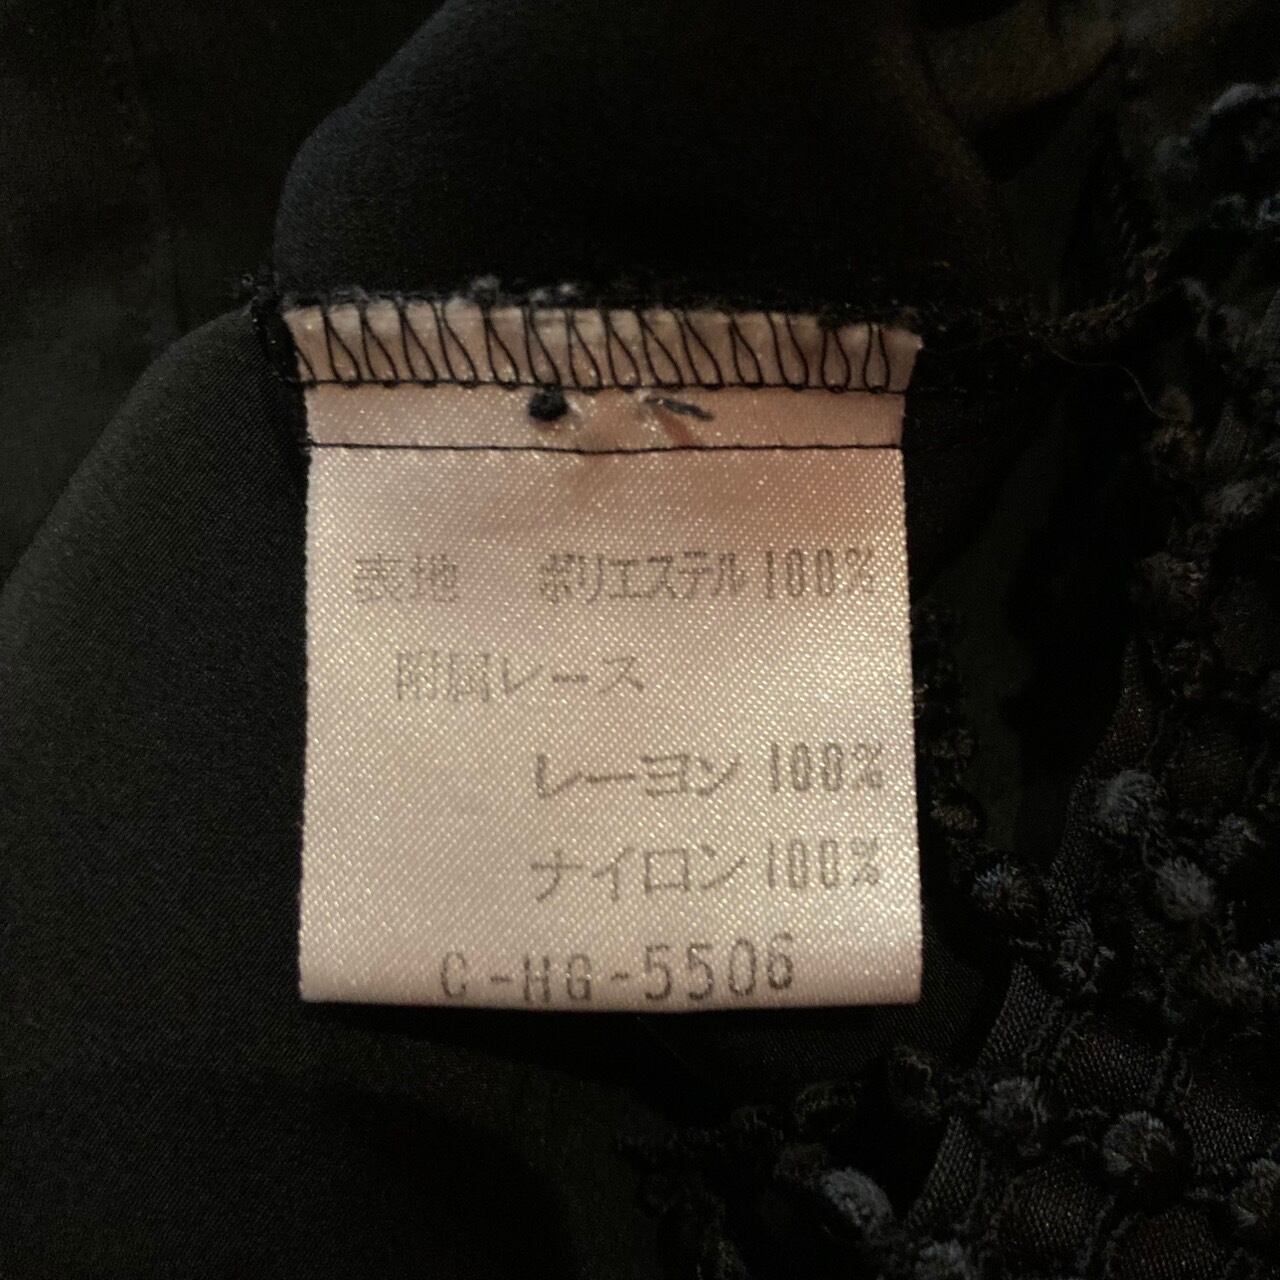 表地 ポリエステル100%
附属レース
レーヨン100%
ナイロン100%
C-HG-5506